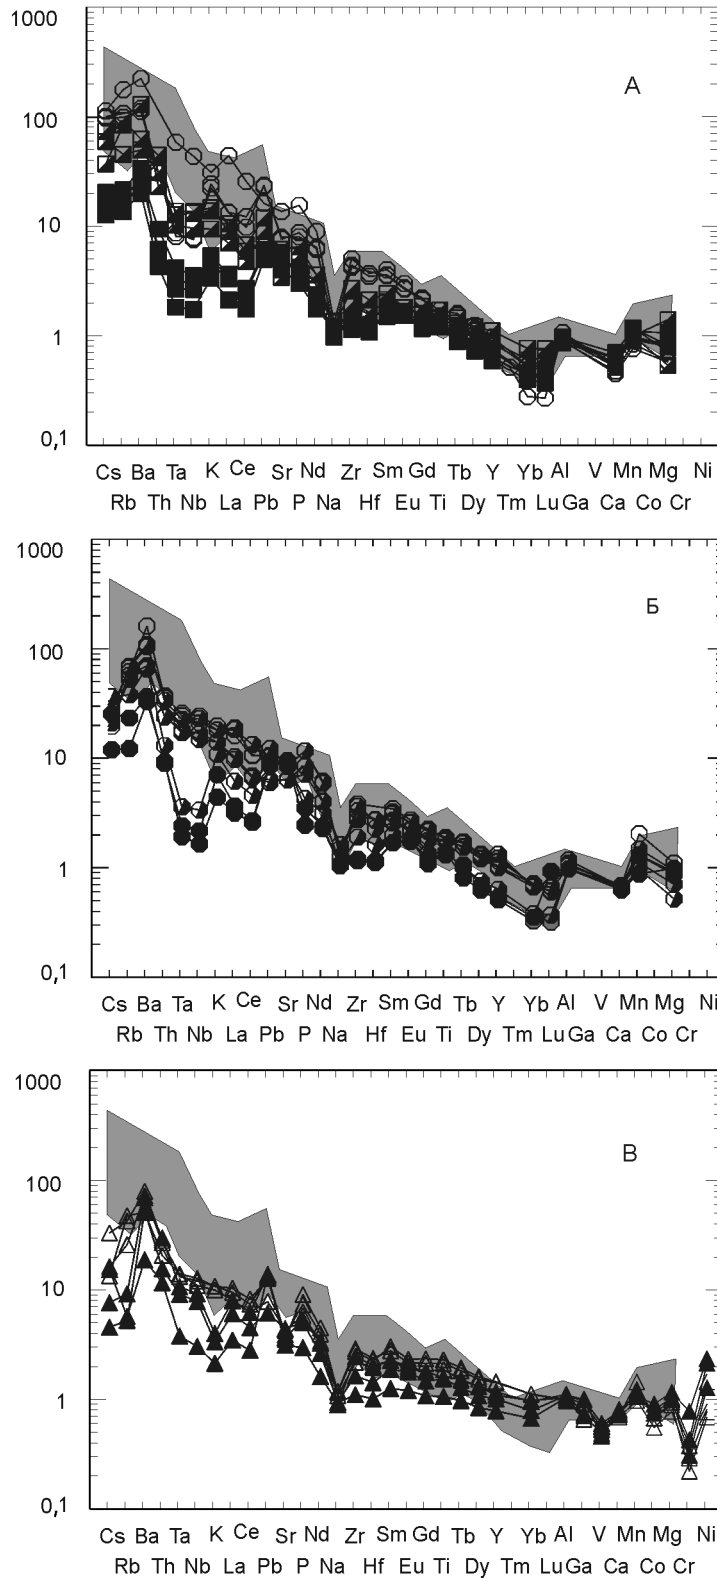 1000
А
100
10
1
0,1
Cs Ba Ta K Ce Sr Nd Zr Sm Gd Tb Y Yb Al V Mn Mg Ni
Rb Th Nb La Pb P Na Hf Eu Ti Dy Tm Lu Ga Ca Co Cr
1000
Б
100
10
1
0,1
Cs Ba Ta K Ce Sr Nd Zr Sm Gd Tb Y Yb Al V Mn Mg Ni
Rb Th Nb La Pb P Na Hf Eu Ti Dy Tm Lu Ga Ca Co Cr
1000
В
100
10
1
0,1
Cs Ba Ta K Ce Sr Nd Zr Sm Gd Tb Y Yb Al V Mn Mg Ni
Rb Th Nb La Pb P Na Hf Eu Ti Dy Tm Lu Ga Ca Co Cr